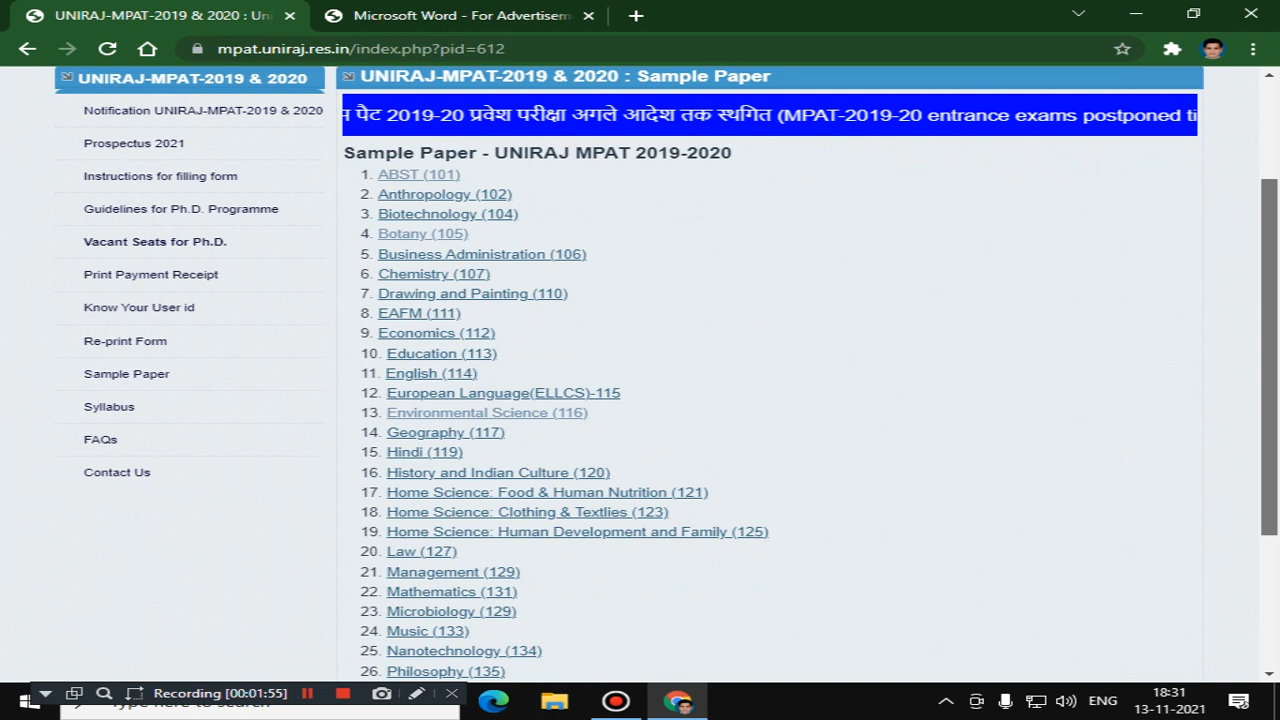 UNIRAJ-MPAT-2019 & 2020 : Uni
Microsoft Word - For Advertisem
mpat.uniraj.res.in/index.php?pid=612
UNIRAJ-MPAT-2019 & 2020
Notification UNIRAJ-MPAT-2019 & 2020
Prospectus 2021
Instructions for filling form
Guidelines for Ph.D. Programme
Vacant Seats for Ph.D.
Print Payment Receipt
Know Your User id
Re-print Form
Sample Paper
Syllabus
FAQs
Contact Us
UNIRAJ-MPAT-2019 & 2020 : Sample Paper
पैट 2019-20 प्रवेश परीक्षा अगले आदेश तक स्थगित (MPAT-2019-20 entrance exams postponed
Sample Paper - UNIRAJ MPAT 2019-2020
1. ABST (101)
2. Anthropology (102)
3. Biotechnology (104)
4. Botany (105)
5. Business Administration (106)
6. Chemistry (107)
7. Drawing and Painting (110)
8. EAFM (111)
9. Economics (112)
10. Education (113)
11. English (114)
12. European Language(ELLCS)-115
13. Environmental Science (116)
14. Geography (117)
15. Hindi (119)
16. History and Indian Culture (120)
17. Home Science: Food & Human Nutrition (121)
18. Home Science: Clothing & Textlies (123)
19. Home Science: Human Development and Family (125)
20. Law (127)
21. Management (129)
22. Mathematics (131)
23. Microbiology (129)
24. Music (133)
25. Nanotechnology (134)
26. Philosophy (135)
Recording [00:01:55]
Type here to search
ENG
18:31
13-11-2021